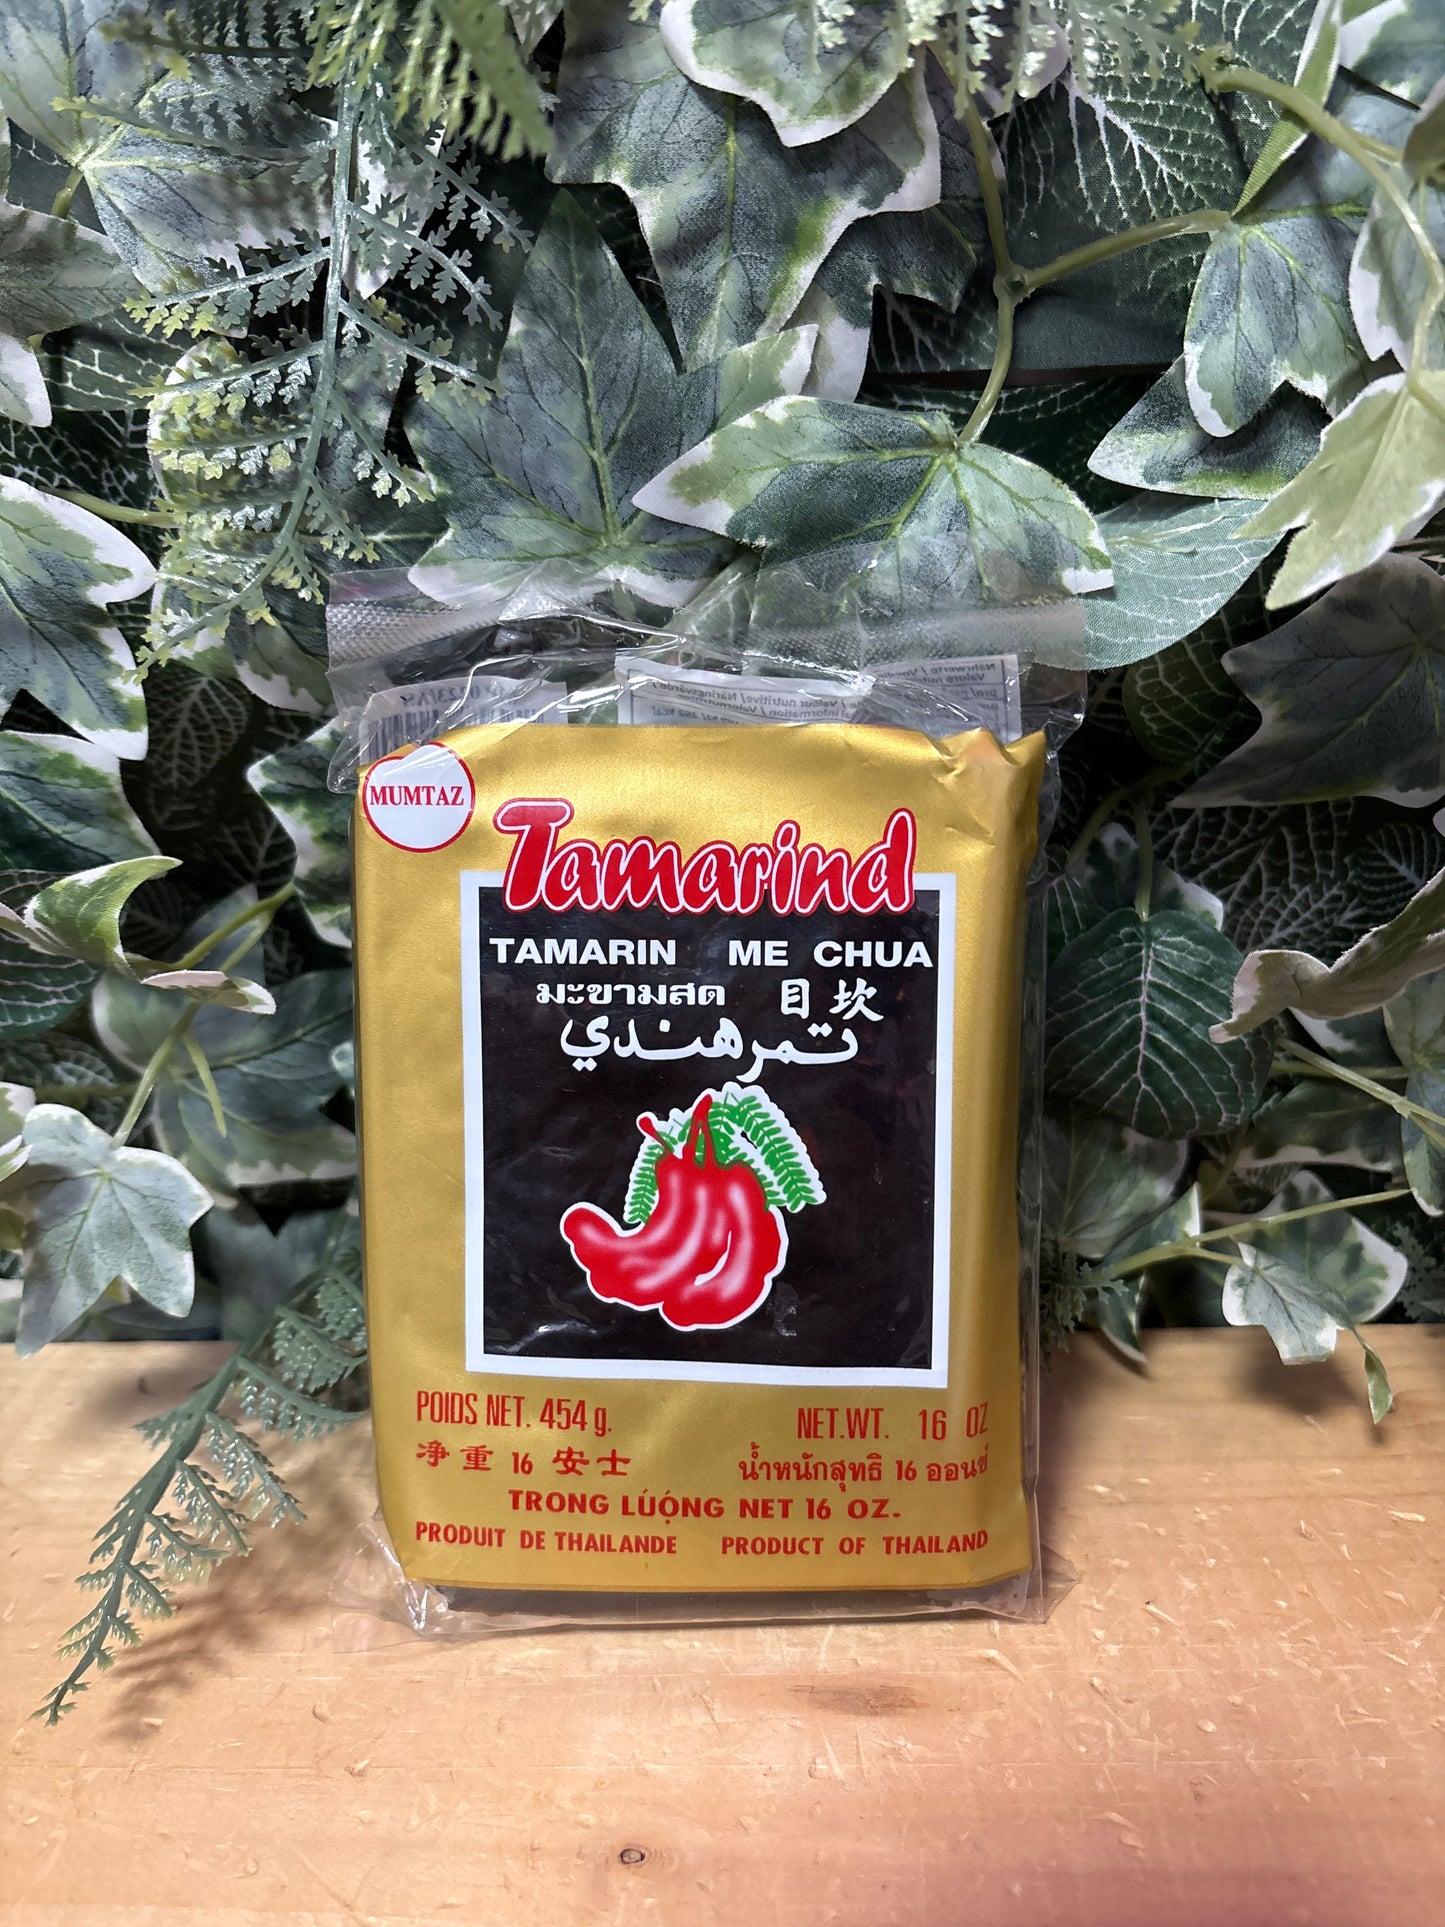 MUMTAZ
Tamarind
TAMARIN ME CHUA
มะขามสด 目坎
تمرهندي
POIDS NET. 454 g. NET.WT. 16 OZ
净重 16 安士 น้ำหนักสุทธิ 16 ออนซ์
TRONG LÚỌNG NET 16 OZ.
PRODUIT DE THAILANDE PRODUCT OF THAILAND